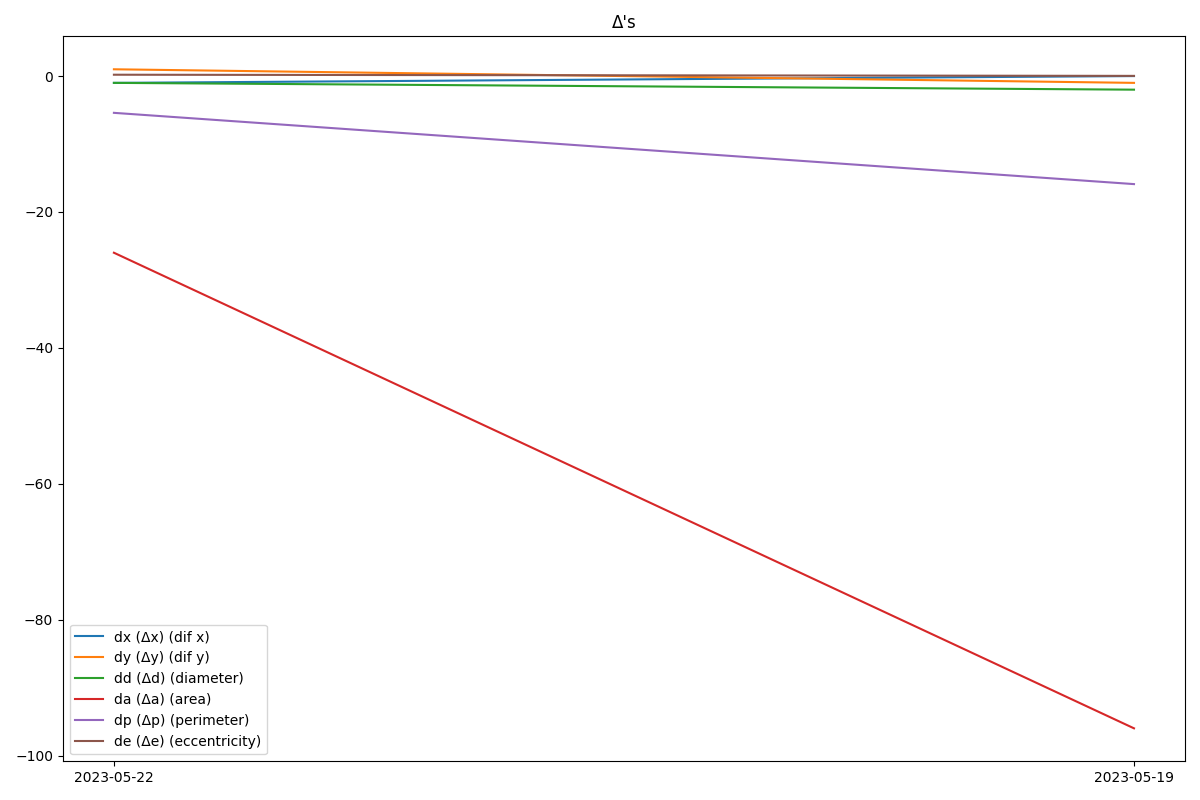 Δ's
0
−20
−40
−60
−80
−100
dx (Δx) (dif x)
dy (Δy) (dif y)
dd (Δd) (diameter)
da (Δa) (area)
dp (Δp) (perimeter)
de (Δe) (eccentricity)
2023-05-22
2023-05-19